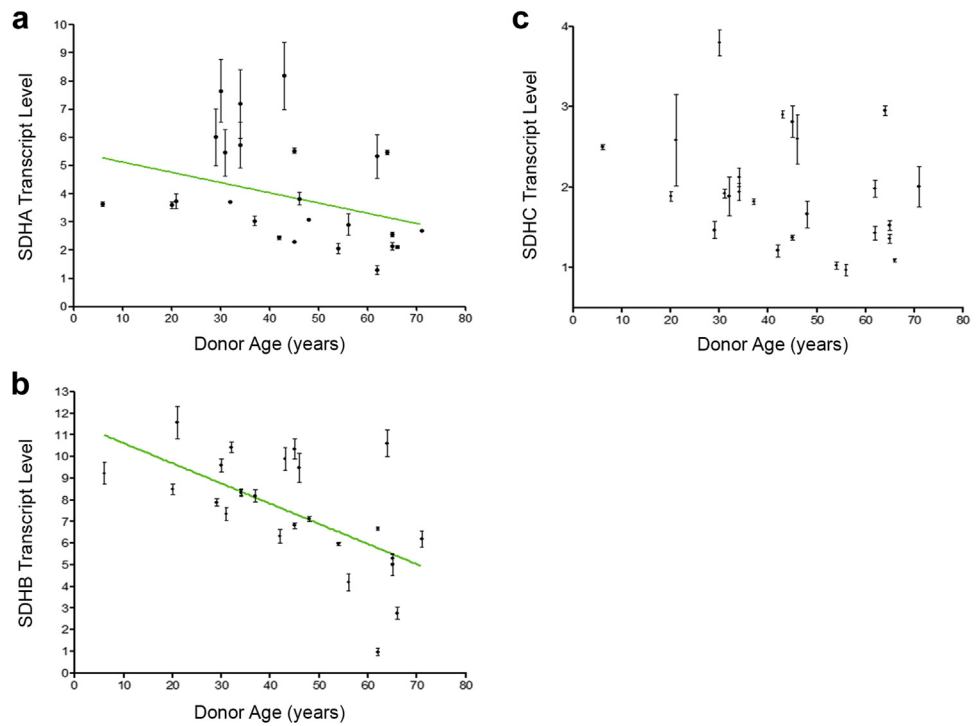 a
SDHA Transcript Level
10
9
8
7
6
5
4
3
2
1
0
0 10 20 30 40 50 60 70 80
Donor Age (years)
b
SDHB Transcript Level
13
12
11
10
9
8
7
6
5
4
3
2
1
0
0 10 20 30 40 50 60 70 80
Donor Age (years)
c
SDHC Transcript Level
4
3
2
1
0 10 20 30 40 50 60 70 80
Donor Age (years)